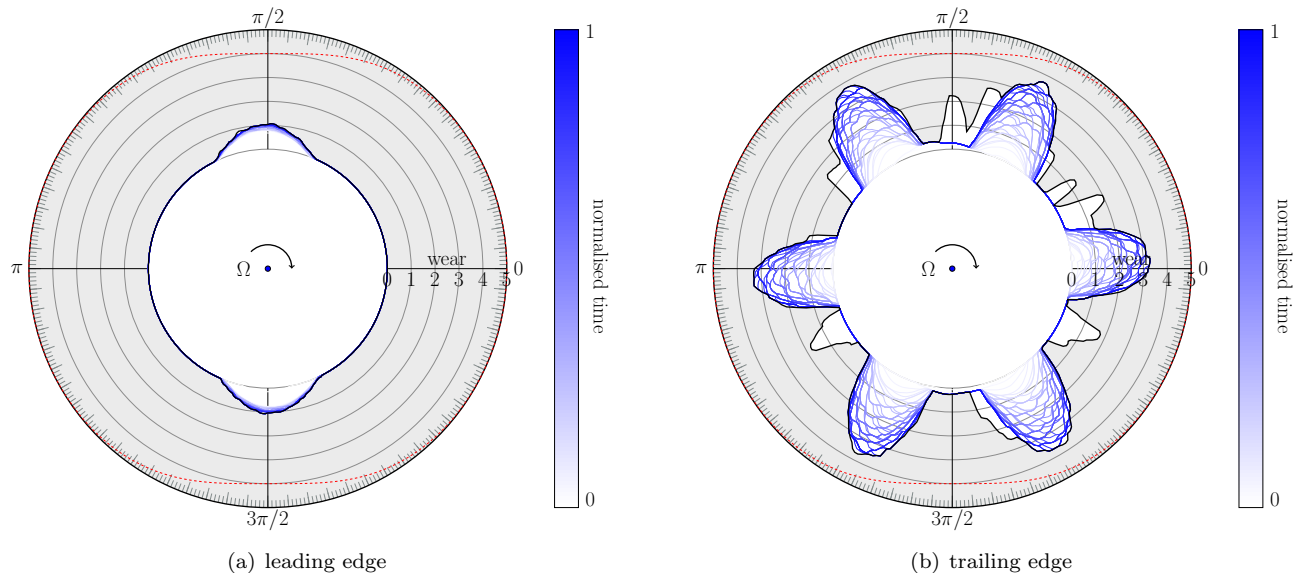 π/2
π
Ω
wear
0 1 2 3 4 5
0
3π/2
1
normalised time
0
(a) leading edge
π/2
π
Ω
wear
0 1 2 3 4 5
0
3π/2
1
normalised time
0
(b) trailing edge